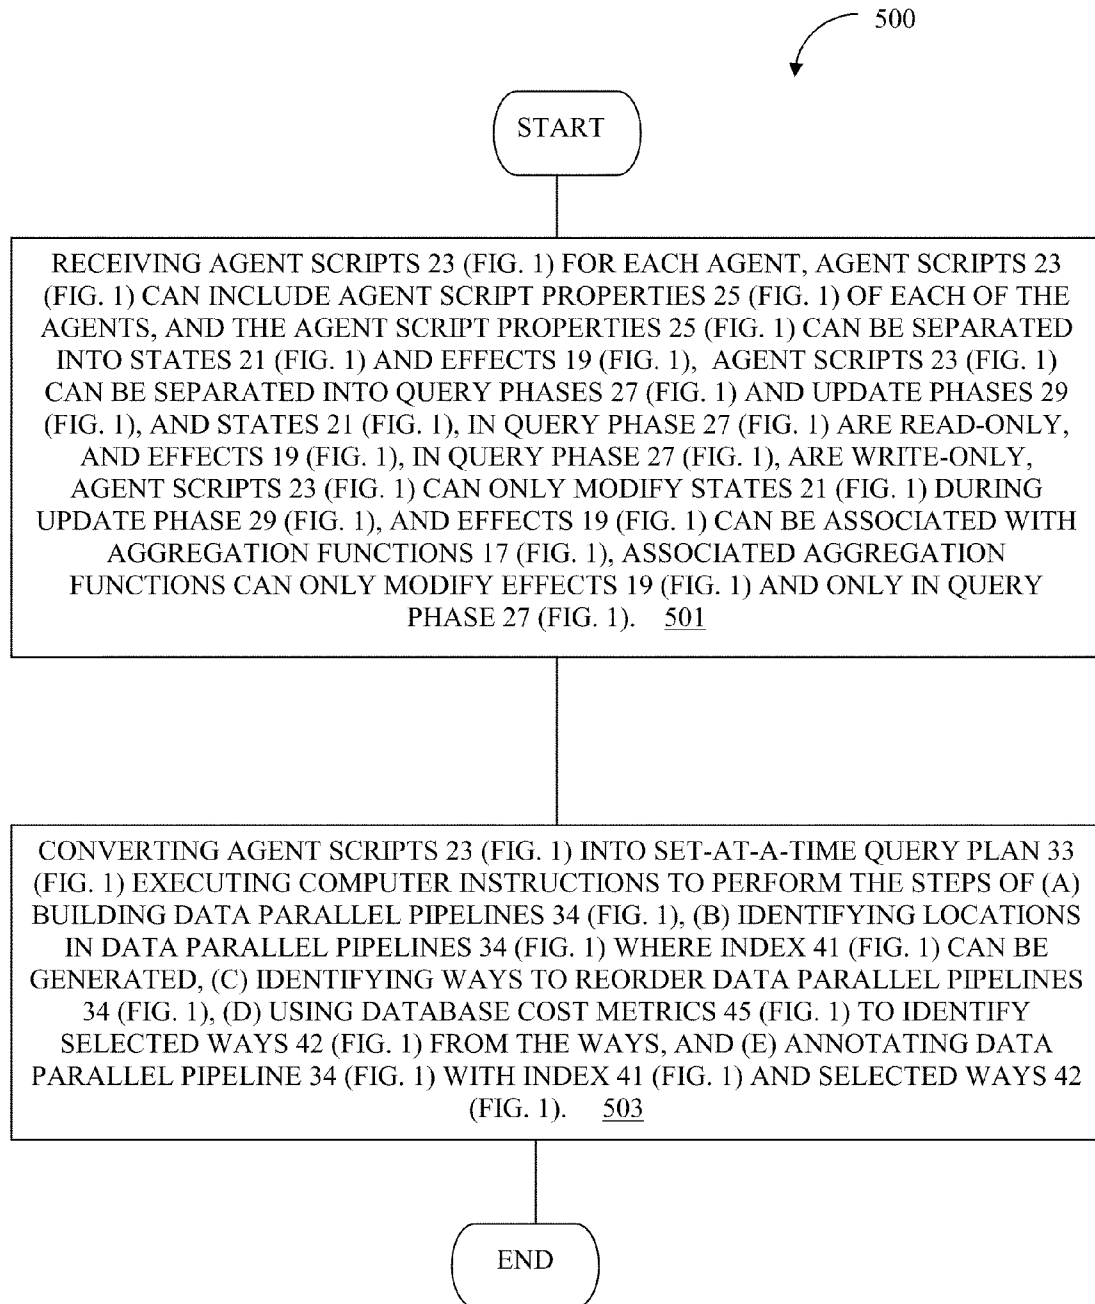 500
START
RECEIVING AGENT SCRIPTS 23 (FIG. 1) FOR EACH AGENT, AGENT SCRIPTS 23
(FIG. 1) CAN INCLUDE AGENT SCRIPT PROPERTIES 25 (FIG. 1) OF EACH OF THE
AGENTS, AND THE AGENT SCRIPT PROPERTIES 25 (FIG. 1) CAN BE SEPARATED
INTO STATES 21 (FIG. 1) AND EFFECTS 19 (FIG. 1), AGENT SCRIPTS 23 (FIG. 1)
CAN BE SEPARATED INTO QUERY PHASES 27 (FIG. 1) AND UPDATE PHASES 29
(FIG. 1), AND STATES 21 (FIG. 1), IN QUERY PHASE 27 (FIG. 1) ARE READ-ONLY,
AND EFFECTS 19 (FIG. 1), IN QUERY PHASE 27 (FIG. 1), ARE WRITE-ONLY,
AGENT SCRIPTS 23 (FIG. 1) CAN ONLY MODIFY STATES 21 (FIG. 1) DURING
UPDATE PHASE 29 (FIG. 1), AND EFFECTS 19 (FIG. 1) CAN BE ASSOCIATED WITH
AGGREGATION FUNCTIONS 17 (FIG. 1), ASSOCIATED AGGREGATION
FUNCTIONS CAN ONLY MODIFY EFFECTS 19 (FIG. 1) AND ONLY IN QUERY
PHASE 27 (FIG. 1). 501
CONVERTING AGENT SCRIPTS 23 (FIG. 1) INTO SET-AT-A-TIME QUERY PLAN 33
(FIG. 1) EXECUTING COMPUTER INSTRUCTIONS TO PERFORM THE STEPS OF (A)
BUILDING DATA PARALLEL PIPELINES 34 (FIG. 1), (B) IDENTIFYING LOCATIONS
IN DATA PARALLEL PIPELINES 34 (FIG. 1) WHERE INDEX 41 (FIG. 1) CAN BE
GENERATED, (C) IDENTIFYING WAYS TO REORDER DATA PARALLEL PIPELINES
34 (FIG. 1), (D) USING DATABASE COST METRICS 45 (FIG. 1) TO IDENTIFY
SELECTED WAYS 42 (FIG. 1) FROM THE WAYS, AND (E) ANNOTATING DATA
PARALLEL PIPELINE 34 (FIG. 1) WITH INDEX 41 (FIG. 1) AND SELECTED WAYS 42
(FIG. 1). 503
END